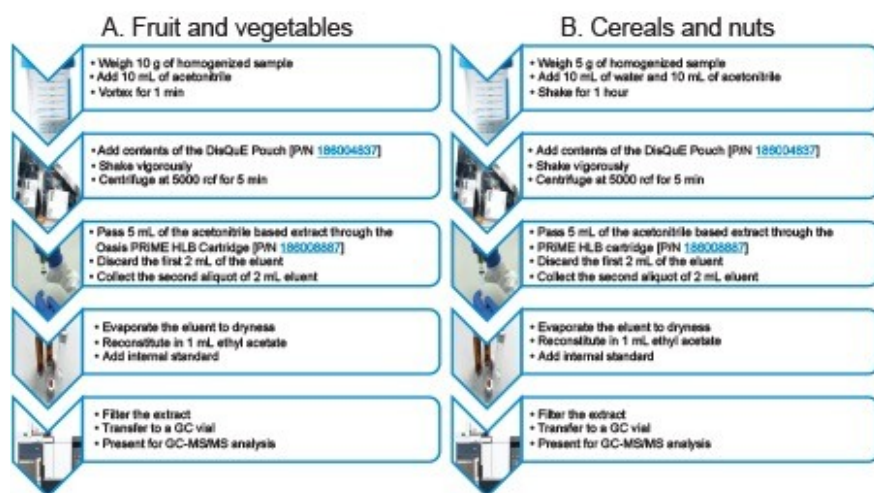 A. Fruit and vegetables
• Weigh 10 g of homogenized sample
• Add 10 mL of acetonitrile
• Vortex for 1 min
• Add contents of the DisQuE Pouch [P/N 186004837]
• Shake vigorously
• Centrifuge at 5000 rcf for 5 min
• Pass 5 mL of the acetonitrile based extract through the
Oasis PRiME HLB Cartridge [P/N 186008887]
• Discard the first 2 mL of the eluent
• Collect the second aliquot of 2 mL eluent
• Evaporate the eluent to dryness
• Reconstitute in 1 mL ethyl acetate
• Add internal standard
• Filter the extract
• Transfer to a GC vial
• Present for GC-MS/MS analysis
B. Cereals and nuts
• Weigh 5 g of homogenized sample
• Add 10 mL of water and 10 mL of acetonitrile
• Shake for 1 hour
• Add contents of the DisQuE Pouch [P/N 186004837]
• Shake vigorously
• Centrifuge at 5000 rcf for 5 min
• Pass 5 mL of the acetonitrile based extract through the
PRiME HLB cartridge [P/N 186008887]
• Discard the first 2 mL of the eluent
• Collect the second aliquot of 2 mL eluent
• Evaporate the eluent to dryness
• Reconstitute in 1 mL ethyl acetate
• Add internal standard
• Filter the extract
• Transfer to a GC vial
• Present for GC-MS/MS analysis